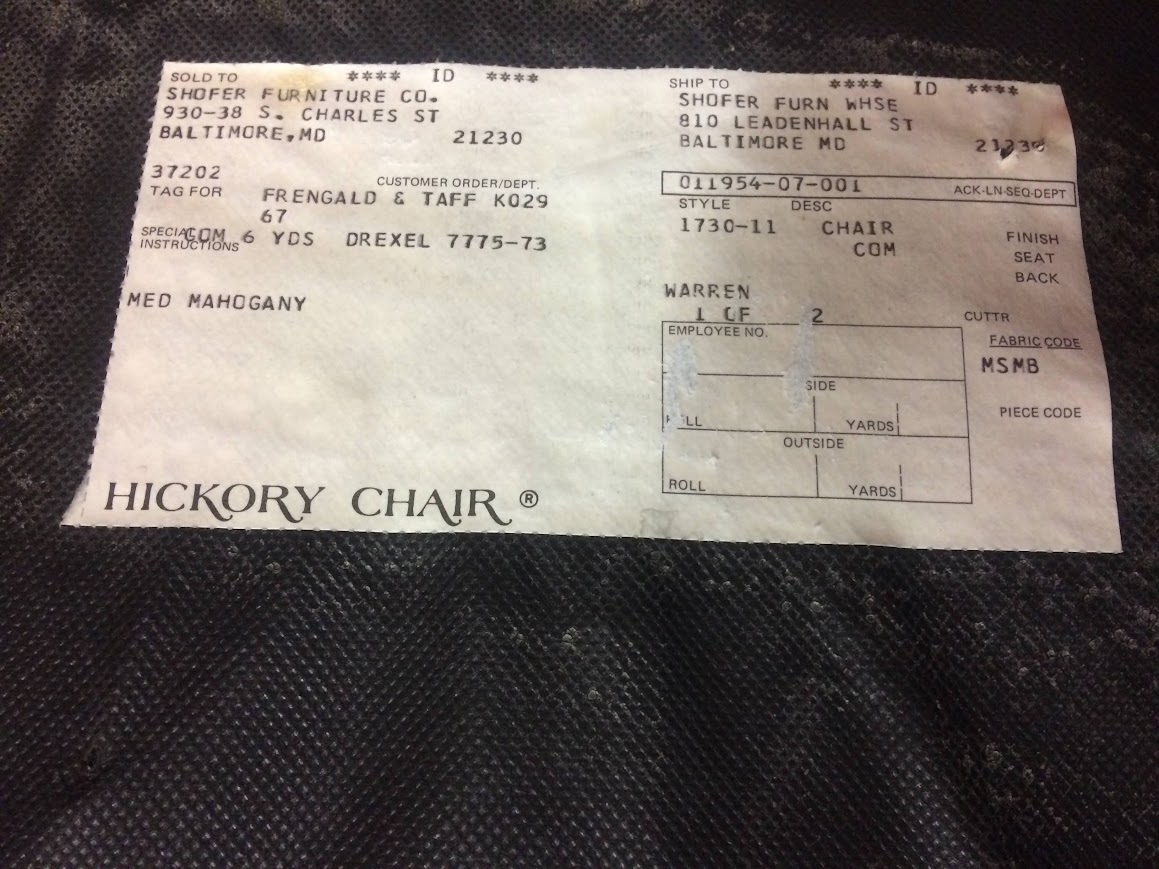 SOLD TO **** ID ****
SHOFER FURNITURE CO.
930-38 S. CHARLES ST
BALTIMORE,MD 21230
37202
TAG FOR
CUSTOMER ORDER/DEPT.
FRENGALD & TAFF K029
67
SPECIAL INSTRUCTIONS
COM 6 YDS DREXEL 7775-73
MED MAHOGANY
HICKORY CHAIR ®
SHIP TO **** ID ****
SHOFER FURN WHSE
810 LEADENHALL ST
BALTIMORE MD 21230
011954-07-001 ACK-LN-SEQ-DEPT
STYLE DESC
1730-11 CHAIR
COM
FINISH
SEAT
BACK
WARREN
1 OF 2
CUTTR
EMPLOYEE NO.
FABRIC CODE
MSMB
SIDE
ROLL YARDS
PIECE CODE
OUTSIDE
ROLL YARDS